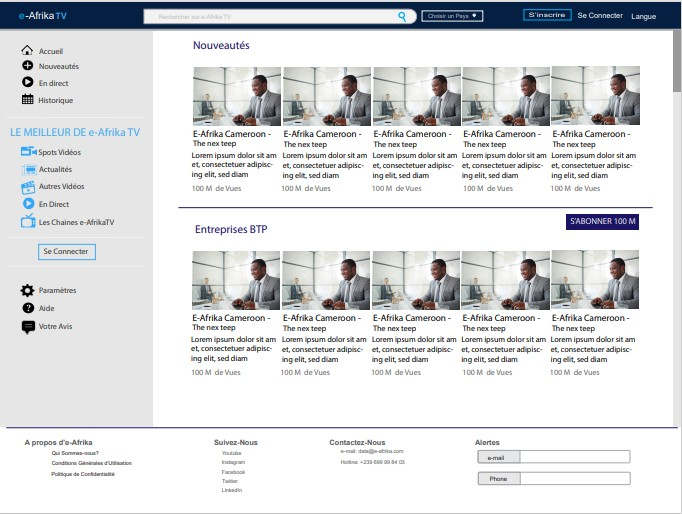 e-Afrika TV
Rechercher sur e-Afrika TV
Choisir un Pays
S'inscrire
Se Connecter
Langue
Accueil
Nouveautés
En direct
Historique
LE MEILLEUR DE e-Afrika TV
Spots Vidéos
Actualités
Autres Vidéos
En Direct
Les Chaines e-AfrikaTV
Se Connecter
Paramètres
Aide
Votre Avis
Nouveautés
E-Afrika Cameroon -
The nex teep
Lorem ipsum dolor sit am
et, consectetuer adipisc-
ing elit, sed diam
100 M de Vues
E-Afrika Cameroon -
The nex teep
Lorem ipsum dolor sit am
et, consectetuer adipisc-
ing elit, sed diam
100 M de Vues
E-Afrika Cameroon -
The nex teep
Lorem ipsum dolor sit am
et, consectetuer adipisc-
ing elit, sed diam
100 M de Vues
E-Afrika Cameroon -
The nex teep
Lorem ipsum dolor sit am
et, consectetuer adipisc-
ing elit, sed diam
100 M de Vues
E-Afrika Cameroon -
The nex teep
Lorem ipsum dolor sit am
et, consectetuer adipisc-
ing elit, sed diam
100 M de Vues
Entreprises BTP
S'ABONNER 100 M
E-Afrika Cameroon -
The nex teep
Lorem ipsum dolor sit am
et, consectetuer adipisc-
ing elit, sed diam
100 M de Vues
E-Afrika Cameroon -
The nex teep
Lorem ipsum dolor sit am
et, consectetuer adipisc-
ing elit, sed diam
100 M de Vues
E-Afrika Cameroon -
The nex teep
Lorem ipsum dolor sit am
et, consectetuer adipisc-
ing elit, sed diam
100 M de Vues
E-Afrika Cameroon -
The nex teep
Lorem ipsum dolor sit am
et, consectetuer adipisc-
ing elit, sed diam
100 M de Vues
E-Afrika Cameroon -
The nex teep
Lorem ipsum dolor sit am
et, consectetuer adipisc-
ing elit, sed diam
100 M de Vues
A propos d'e-Afrika
Qui Sommes-nous?
Conditions Générales d'Utilisation
Politique de Confidentialité
Suivez-Nous
Youtube
Instagram
Facebook
Twitter
LinkedIn
Contactez-Nous
e-mail: data@e-afrika.com
Hotline: +239 699 99 84 03
Alertes
e-mail
Phone